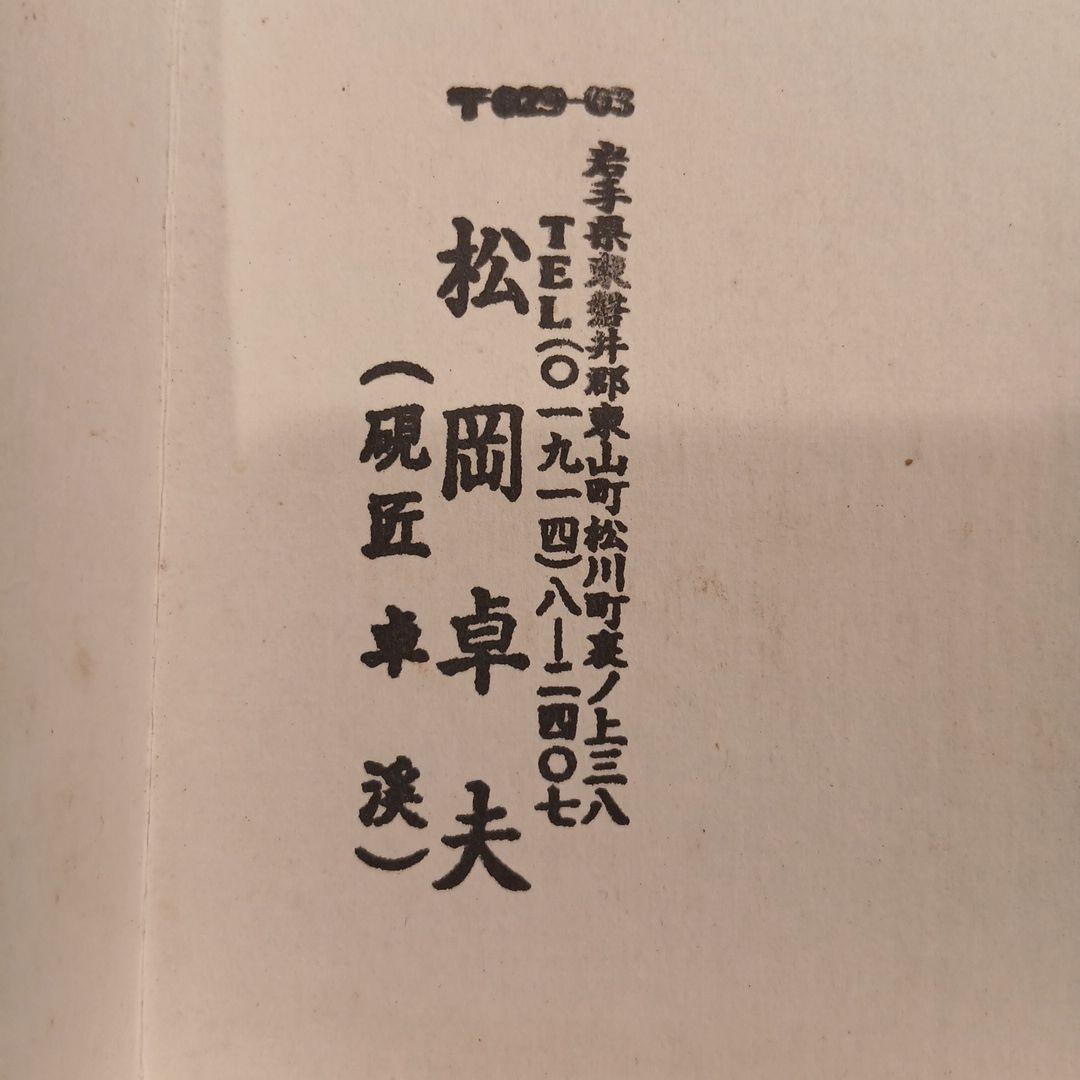 〒029-03
岩手県東磐井郡東山町松川町裏ノ上三八
TEL(〇一九一四)八―二四〇七
松岡卓夫
(硯匠 卓渓)